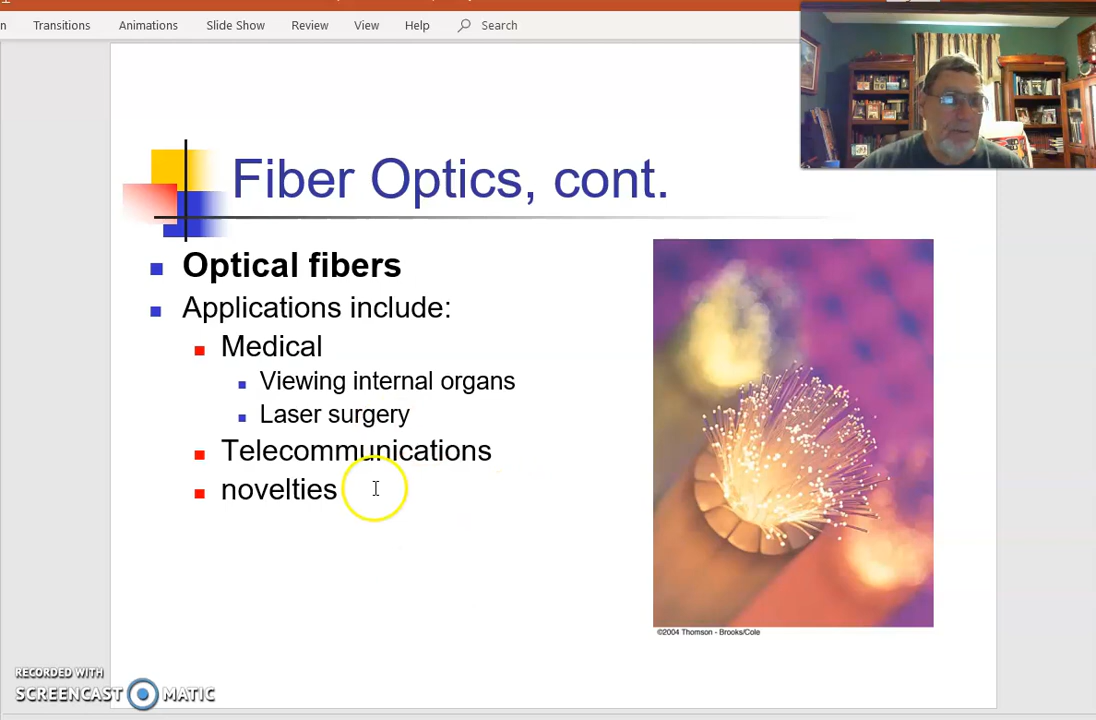 Transitions Animations Slide Show Review View Help Search
Fiber Optics, cont.
Optical fibers
Applications include:
Medical
Viewing internal organs
Laser surgery
Telecommunications
novelties
©2004 Thomson - Brooks/Cole
RECORDED WITH
SCREENCAST MATIC